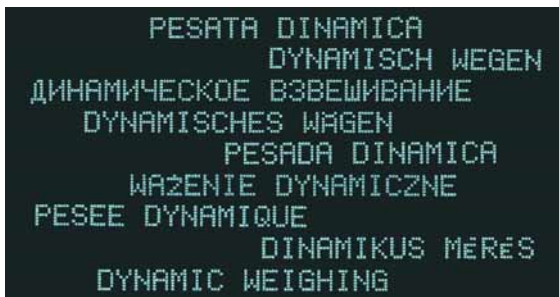 PESATA DINAMICA
DYNAMISCH WEGEN
ДИНАМИЧЕСКОЕ ВЗВЕШИВАНИЕ
DYNAMISCHES WÄGEN
PESADA DINAMICA
WAŻENIE DYNAMICZNE
PESEE DYNAMIQUE
DINAMIKUS MÉRÉS
DYNAMIC WEIGHING